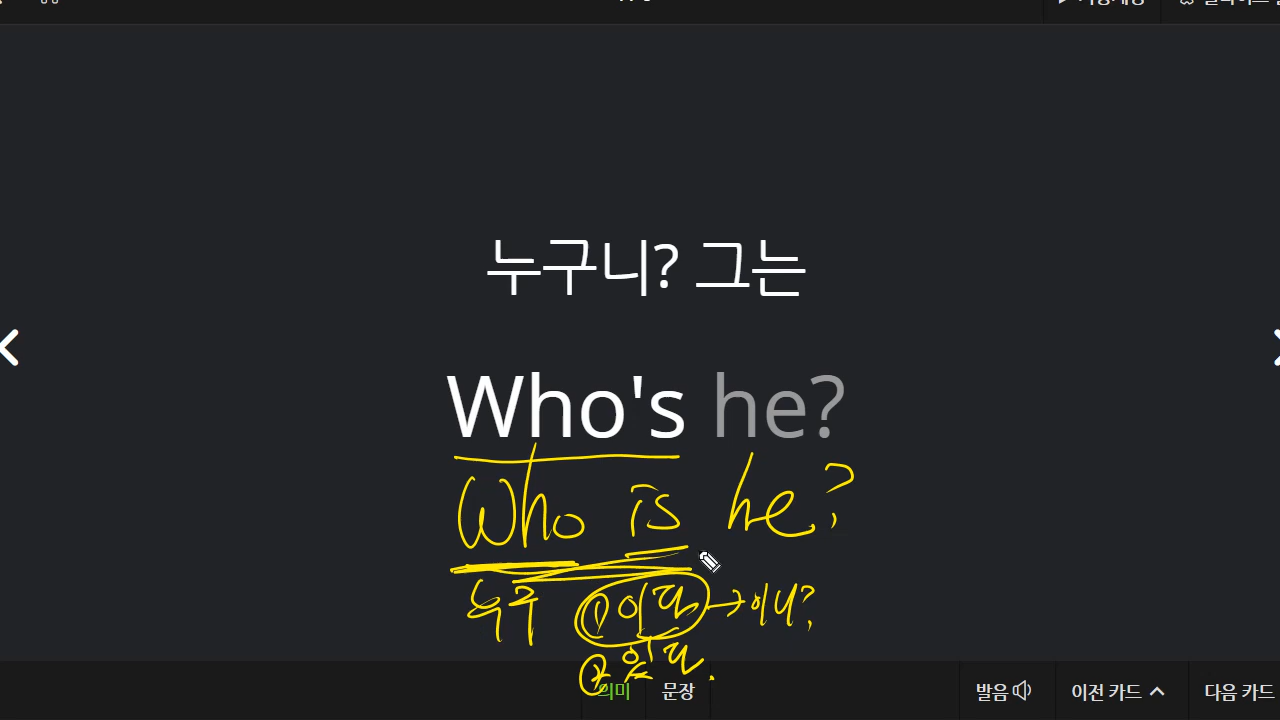 누구니? 그는
Who's he?
Who is he?
누구 ①이다 → 이니?
②있다.
의미 문장 발음 이전 카드 다음 카드